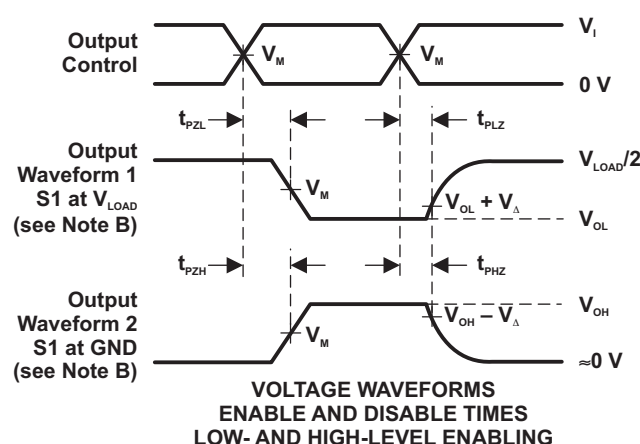 Output
Control
V_M
V_M
V_I
0 V
t_PZL
t_PLZ
Output
Waveform 1
S1 at V_LOAD
(see Note B)
V_M
V_LOAD/2
V_OL + V_Δ
V_OL
t_PZH
t_PHZ
Output
Waveform 2
S1 at GND
(see Note B)
V_M
V_OH
V_OH – V_Δ
≈0 V
VOLTAGE WAVEFORMS
ENABLE AND DISABLE TIMES
LOW- AND HIGH-LEVEL ENABLING